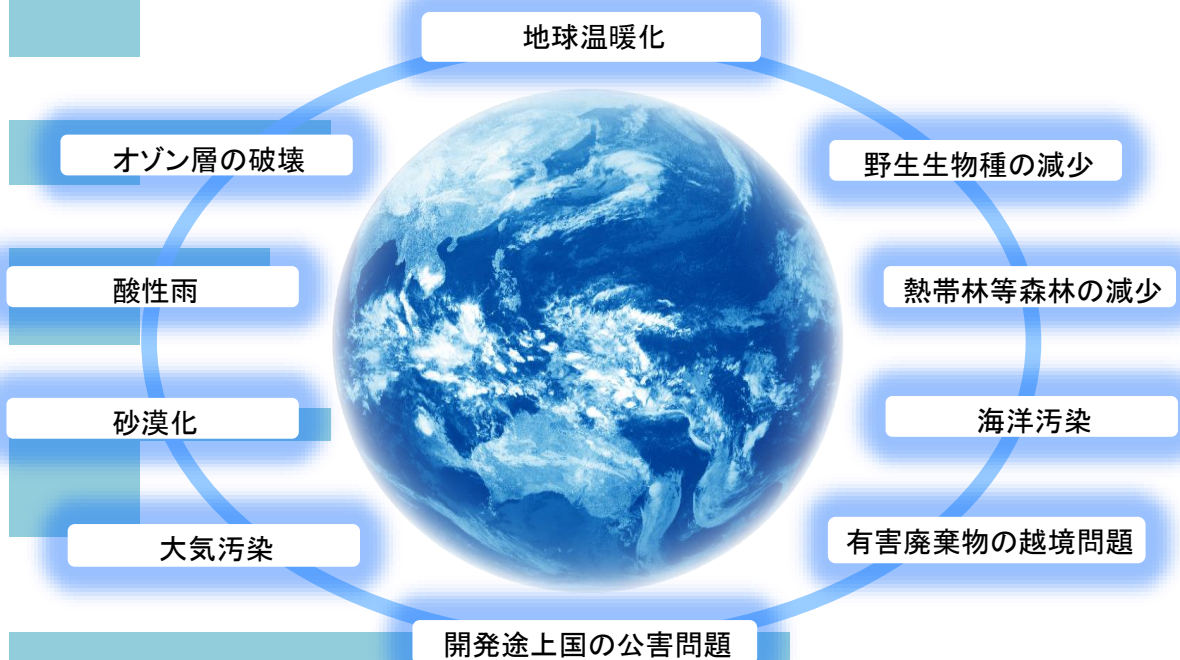 地球温暖化
オゾン層の破壊
野生生物種の減少
酸性雨
熱帯林等森林の減少
砂漠化
海洋汚染
大気汚染
有害廃棄物の越境問題
開発途上国の公害問題